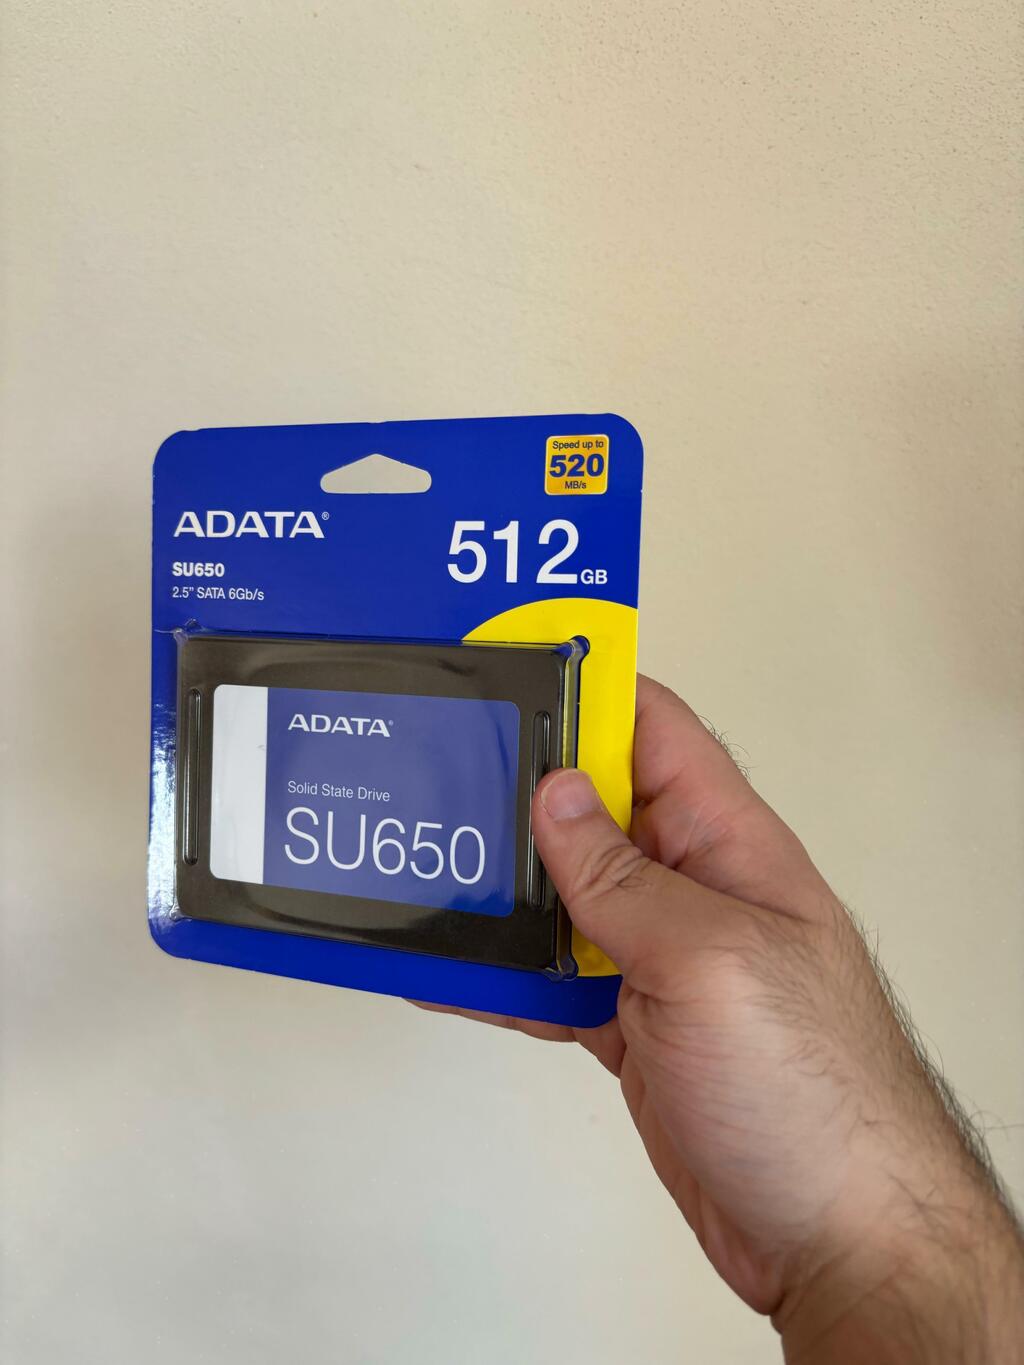 Speed up to
520
MB/s
ADATA®
512GB
SU650
2.5” SATA 6Gb/s
ADATA®
Solid State Drive
SU650